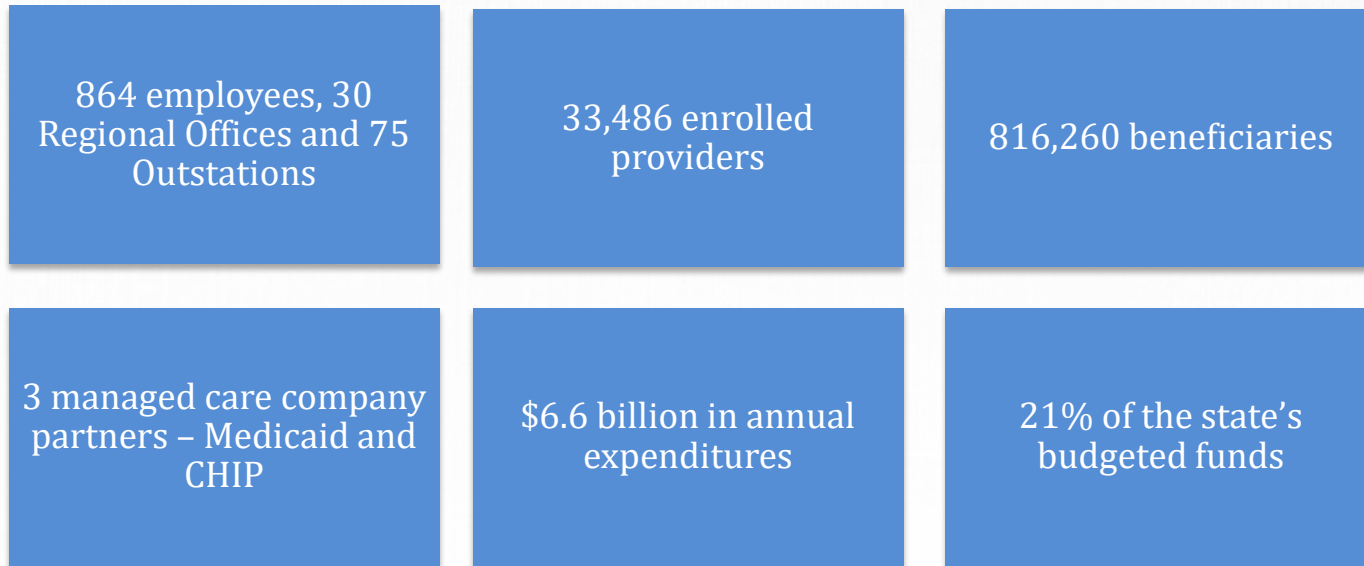 864 employees, 30
Regional Offices and 75
Outstations
33,486 enrolled
providers
816,260 beneficiaries
3 managed care company
partners – Medicaid and
CHIP
$6.6 billion in annual
expenditures
21% of the state’s
budgeted funds